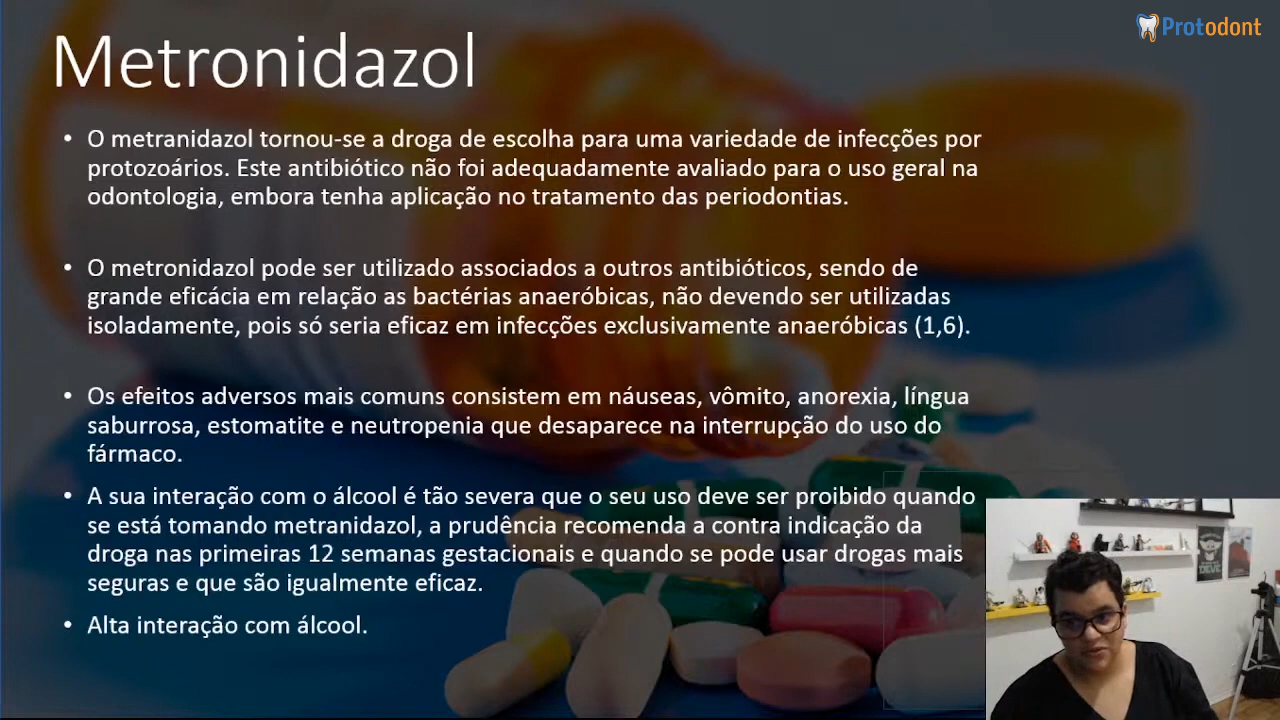 Protodont
Metronidazol
• O metranidazol tornou-se a droga de escolha para uma variedade de infecções por
protozoários. Este antibiótico não foi adequadamente avaliado para o uso geral na
odontologia, embora tenha aplicação no tratamento das periodontias.
• O metronidazol pode ser utilizado associados a outros antibióticos, sendo de
grande eficácia em relação as bactérias anaeróbicas, não devendo ser utilizadas
isoladamente, pois só seria eficaz em infecções exclusivamente anaeróbicas (1,6).
• Os efeitos adversos mais comuns consistem em náuseas, vômito, anorexia, língua
saburrosa, estomatite e neutropenia que desaparece na interrupção do uso do
fármaco.
• A sua interação com o álcool é tão severa que o seu uso deve ser proibido quando
se está tomando metranidazol, a prudência recomenda a contra indicação da
droga nas primeiras 12 semanas gestacionais e quando se pode usar drogas mais
seguras e que são igualmente eficaz.
• Alta interação com álcool.